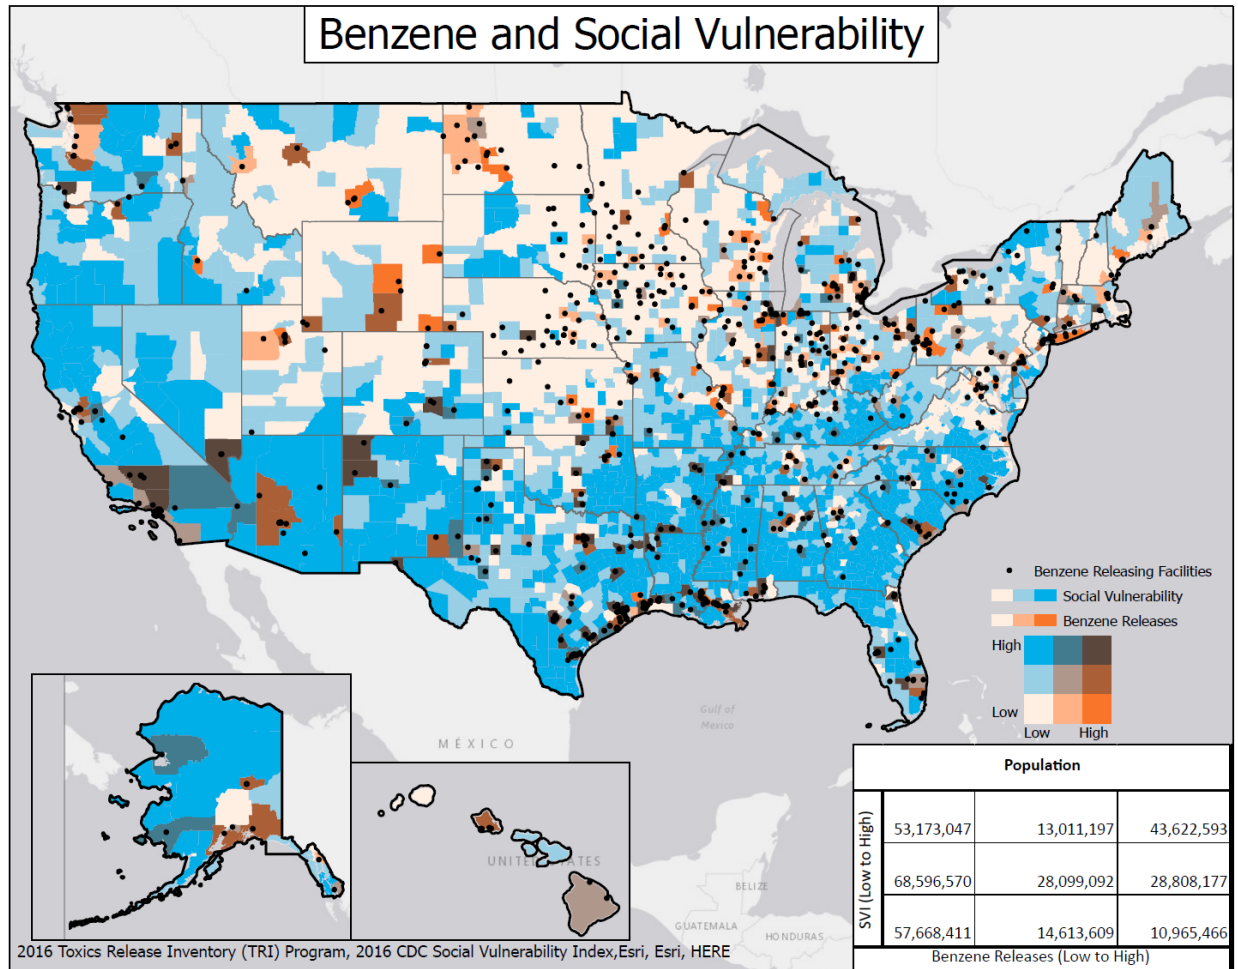 Benzene and Social Vulnerability
Benzene Releasing Facilities
Social Vulnerability
Benzene Releases
High
Low
Low High
Gulf of
Mexico
MÉXICO
UNITED STATES
BELIZE
GUATEMALA
HONDURAS
Population
SVI (Low to High)
53,173,047 13,011,197 43,622,593
68,596,570 28,099,092 28,808,177
57,668,411 14,613,609 10,965,466
Benzene Releases (Low to High)
2016 Toxics Release Inventory (TRI) Program, 2016 CDC Social Vulnerability Index,Esri, Esri, HERE